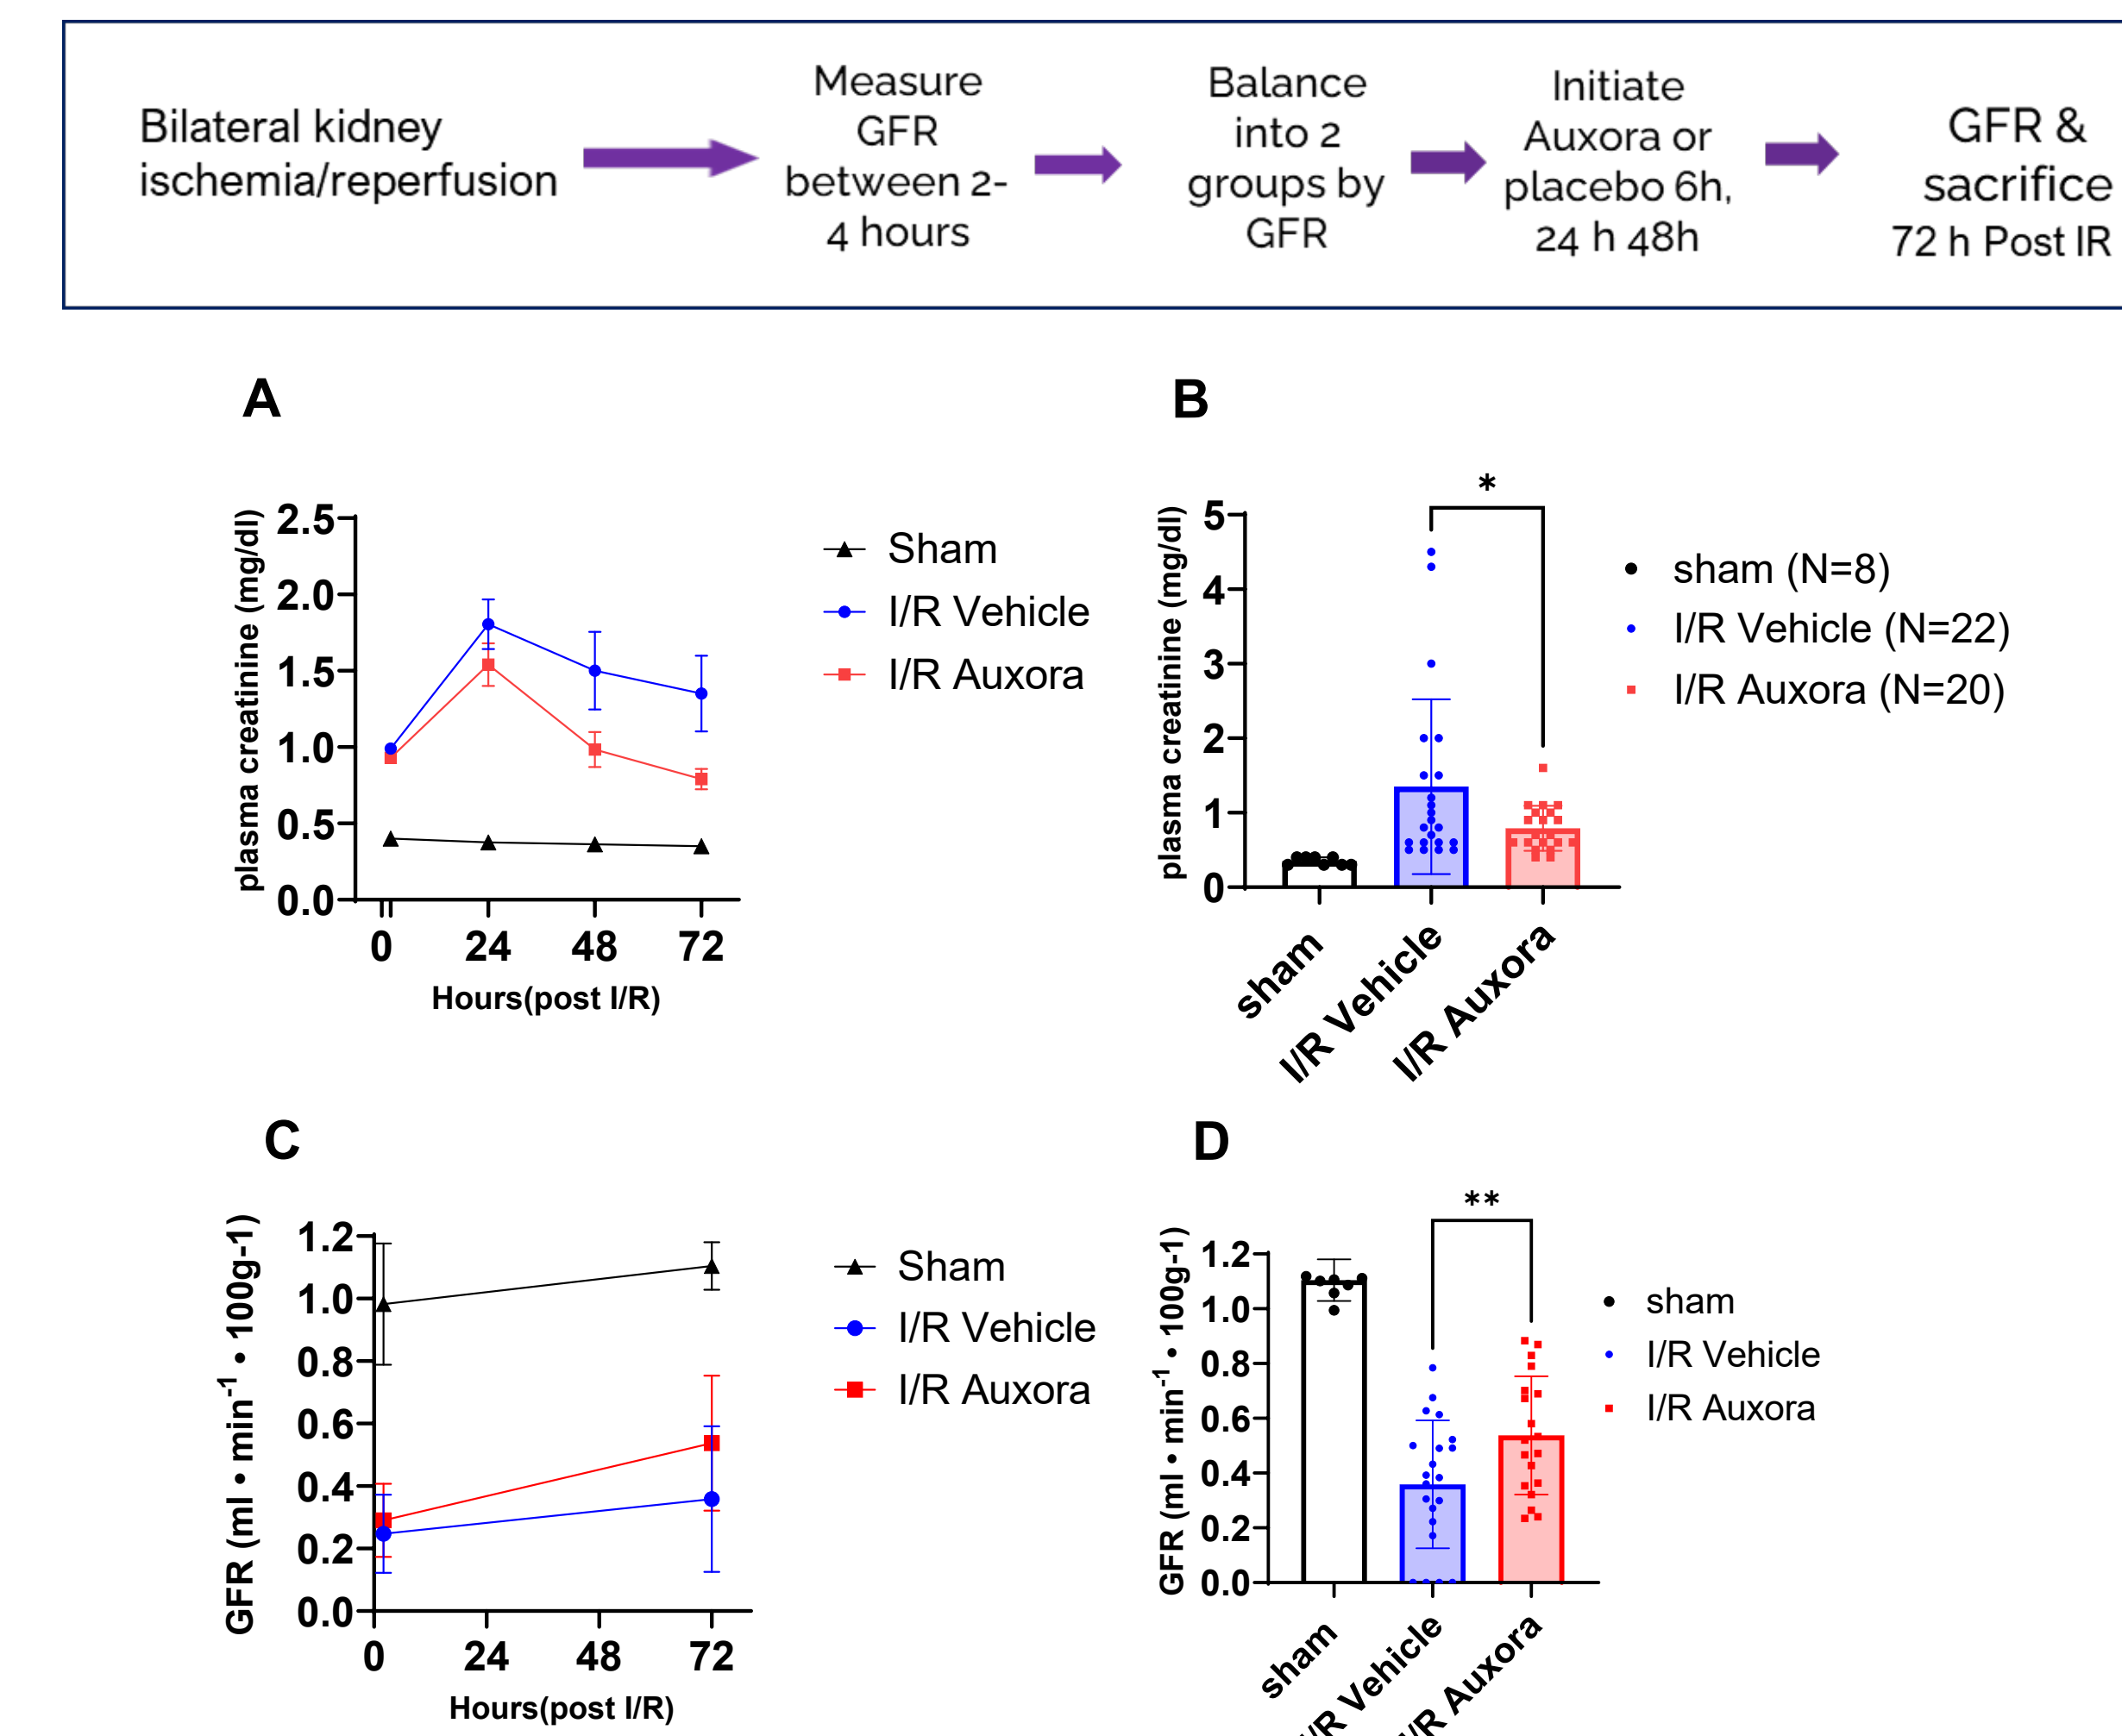 Bilateral kidney
ischemia/reperfusion
Measure
GFR
between 2-
4 hours
Balance
into 2
groups by
GFR
Initiate
Auxora or
placebo 6h,
24 h 48h
GFR &
sacrifice
72 h Post IR
A
plasma creatinine (mg/dl)
2.5
2.0
1.5
1.0
0.5
0.0
0 24 48 72
Hours(post I/R)
Sham
I/R Vehicle
I/R Auxora
B
plasma creatinine (mg/dl)
5
4
3
2
1
0
*
sham
I/R Vehicle
I/R Auxora
sham (N=8)
I/R Vehicle (N=22)
I/R Auxora (N=20)
C
GFR (ml • min⁻¹ • 100g-1)
1.2
1.0
0.8
0.6
0.4
0.2
0.0
0 24 48 72
Hours(post I/R)
Sham
I/R Vehicle
I/R Auxora
D
GFR (ml • min⁻¹ • 100g-1)
1.2
1.0
0.8
0.6
0.4
0.2
0.0
**
sham
/R Vehicle
/R Auxora
sham
I/R Vehicle
I/R Auxora